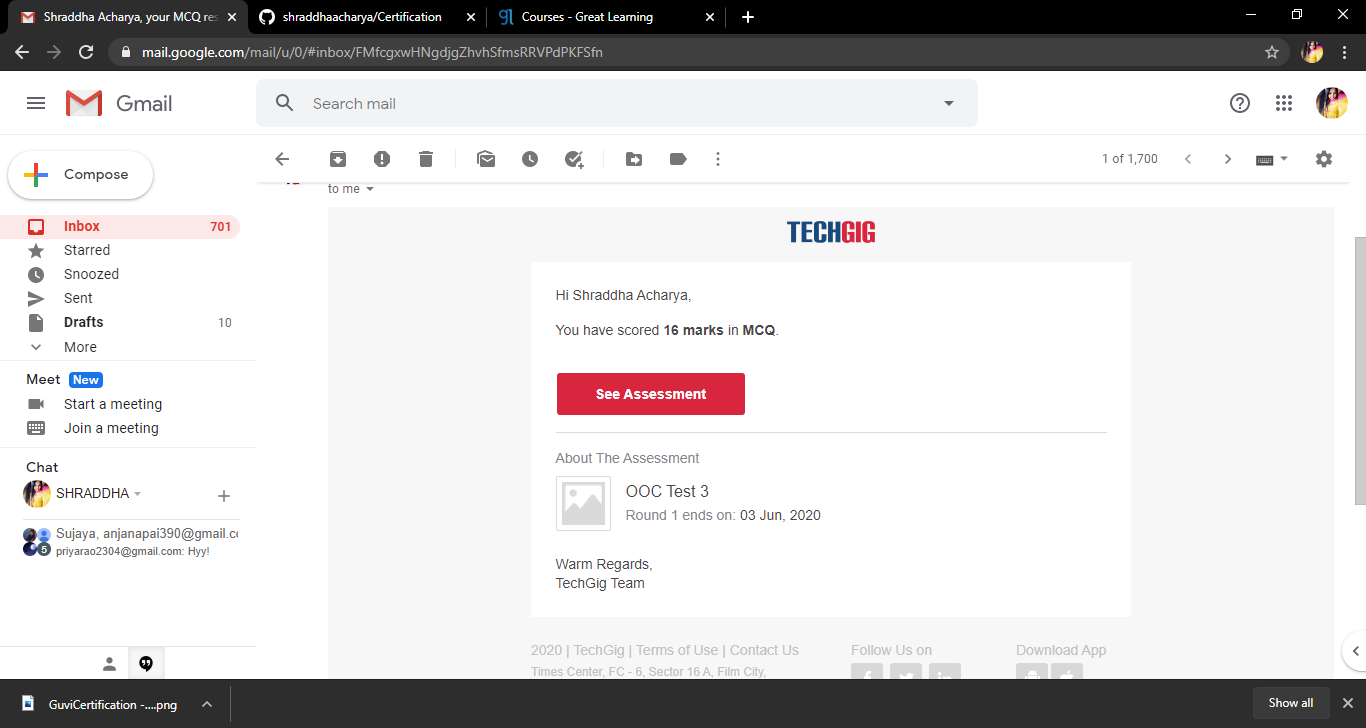 Shraddha Acharya, your MCQ res
shraddhaacharya/Certification
Courses - Great Learning
mail.google.com/mail/u/0/#inbox/FMfcgxwHNgdjgZhvhSfmsRRVPdPKFSfn
Gmail
Search mail
Compose
1 of 1,700
to me
Inbox 701
Starred
Snoozed
Sent
Drafts 10
More
Meet New
Start a meeting
Join a meeting
Chat
SHRADDHA
Sujaya, anjanapai390@gmail.co
5 priyarao2304@gmail.com: Hyy!
TECHGIG
Hi Shraddha Acharya,
You have scored 16 marks in MCQ.
See Assessment
About The Assessment
OOC Test 3
Round 1 ends on: 03 Jun, 2020
Warm Regards,
TechGig Team
2020 | TechGig | Terms of Use | Contact Us
Times Center, FC - 6, Sector 16 A, Film City,
Follow Us on
Download App
GuviCertification -....png
Show all